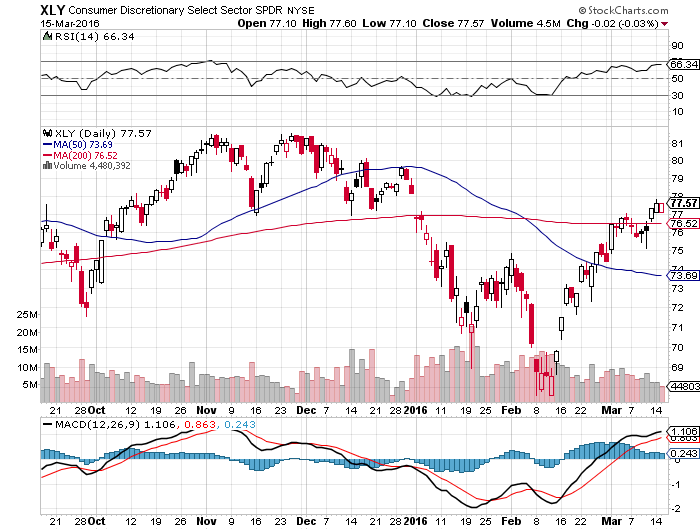 XLY Consumer Discretionary Select Sector SPDR NYSE © StockCharts.com
15-Mar-2016 Open 77.10 High 77.60 Low 77.10 Close 77.57 Volume 4.5M Chg -0.02 (-0.03%)
RSI(14) 66.34
90
70
66.34
50
30
10
XLY (Daily) 77.57
MA(50) 73.69
MA(200) 76.52
Volume 4,480,392
81
80
79
78
77.57
77
76.52
75
74
73.69
73
72
71
70
69
68
44803
25M
20M
15M
10M
5M
21 28 Oct 12 19 26 Nov 9 16 23 Dec 7 14 21 28 2016 11 19 25 Feb 8 16 22 Mar 7 14
MACD(12,26,9) 1.106, 0.863, 0.243
1.106
0.863
0.243
-1
-2
21 28 Oct 12 19 26 Nov 9 16 23 Dec 7 14 21 28 2016 11 19 25 Feb 8 16 22 Mar 7 14